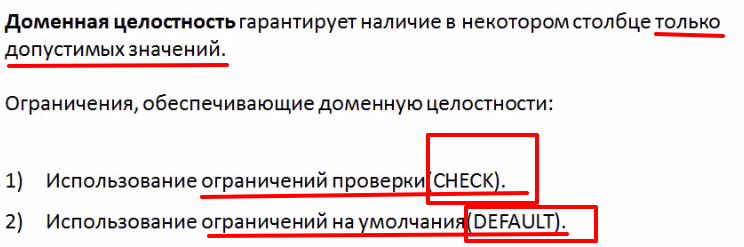 Доменная целостность гарантирует наличие в некотором столбце только
допустимых значений.
Ограничения, обеспечивающие доменную целостности:
1) Использование ограничений проверки(CHECK).
2) Использование ограничений на умолчания(DEFAULT).